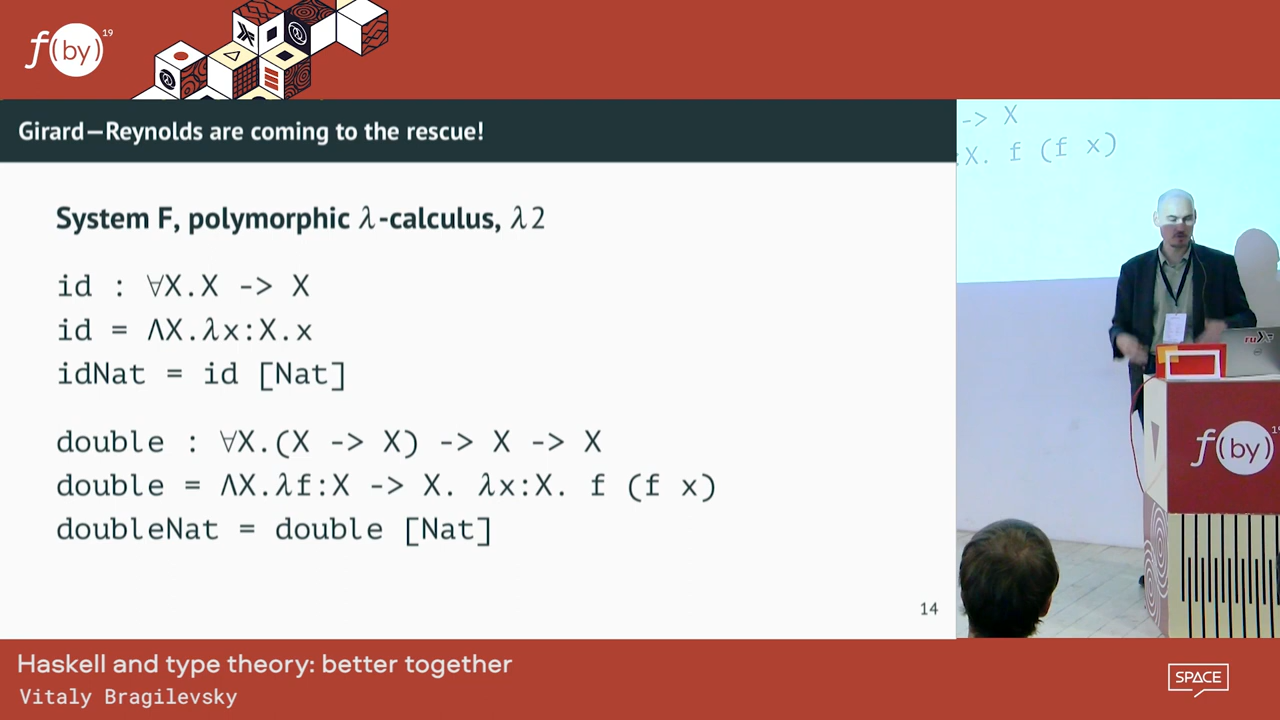 f(by) 19
Girard—Reynolds are coming to the rescue!
System F, polymorphic λ-calculus, λ2
id : ∀X.X -> X
id = ΛX.λx:X.x
idNat = id [Nat]
double : ∀X.(X -> X) -> X -> X
double = ΛX.λf:X -> X. λx:X. f (f x)
doubleNat = double [Nat]
14
-> X
:X. f (f x)
f(by) 19
Haskell and type theory: better together
Vitaly Bragilevsky
SPACE